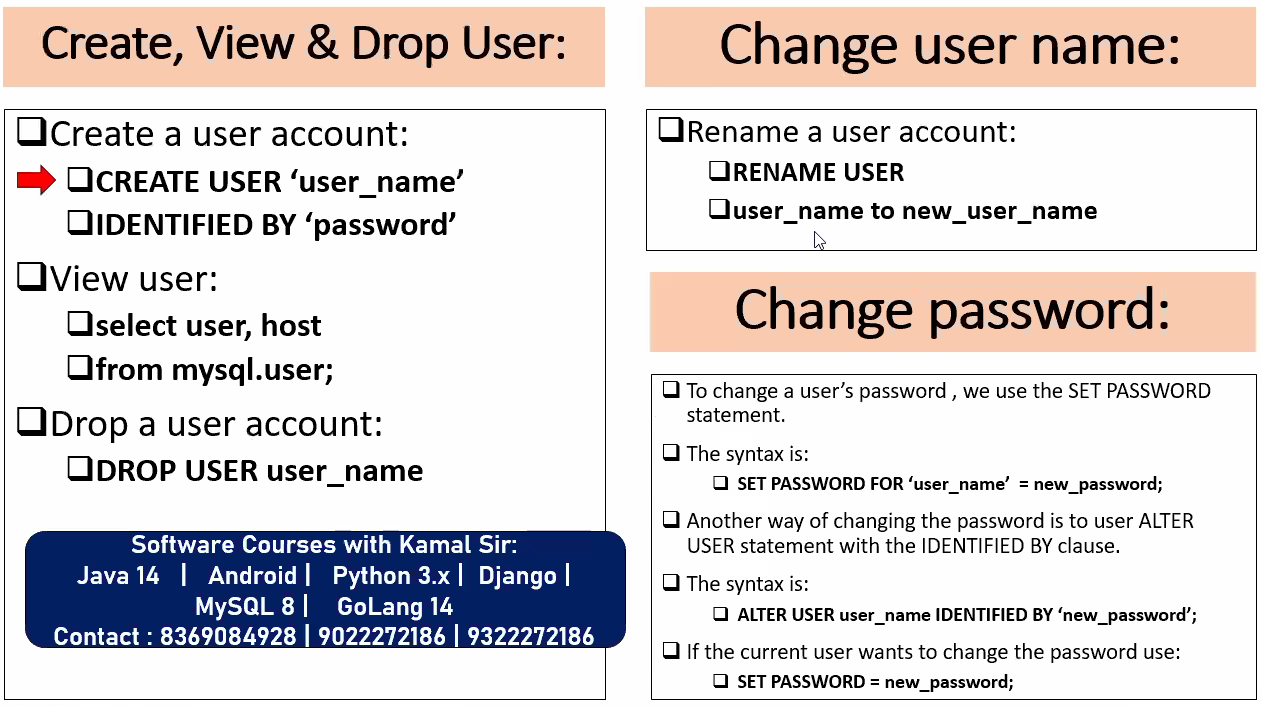 Create, View & Drop User:
Create a user account:
CREATE USER ‘user_name’
IDENTIFIED BY ‘password’
View user:
select user, host
from mysql.user;
Drop a user account:
DROP USER user_name
Software Courses with Kamal Sir:
Java 14 | Android | Python 3.x | Django |
MySQL 8 | GoLang 14
Contact : 8369084928 | 9022272186 | 9322272186
Change user name:
Rename a user account:
RENAME USER
user_name to new_user_name
Change password:
To change a user’s password , we use the SET PASSWORD
statement.
The syntax is:
SET PASSWORD FOR ‘user_name’ = new_password;
Another way of changing the password is to user ALTER
USER statement with the IDENTIFIED BY clause.
The syntax is:
ALTER USER user_name IDENTIFIED BY ‘new_password’;
If the current user wants to change the password use:
SET PASSWORD = new_password;